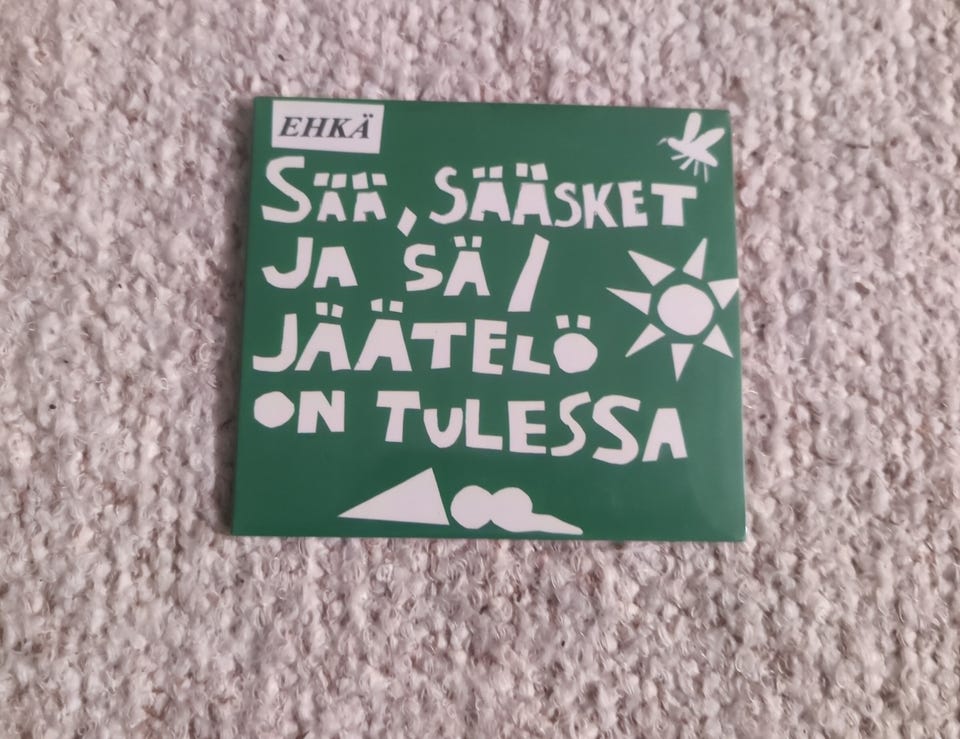 EHKÄ
SÄÄ, SÄÄSKET
JA SÄ /
JÄÄTELÖ
ON TULESSA